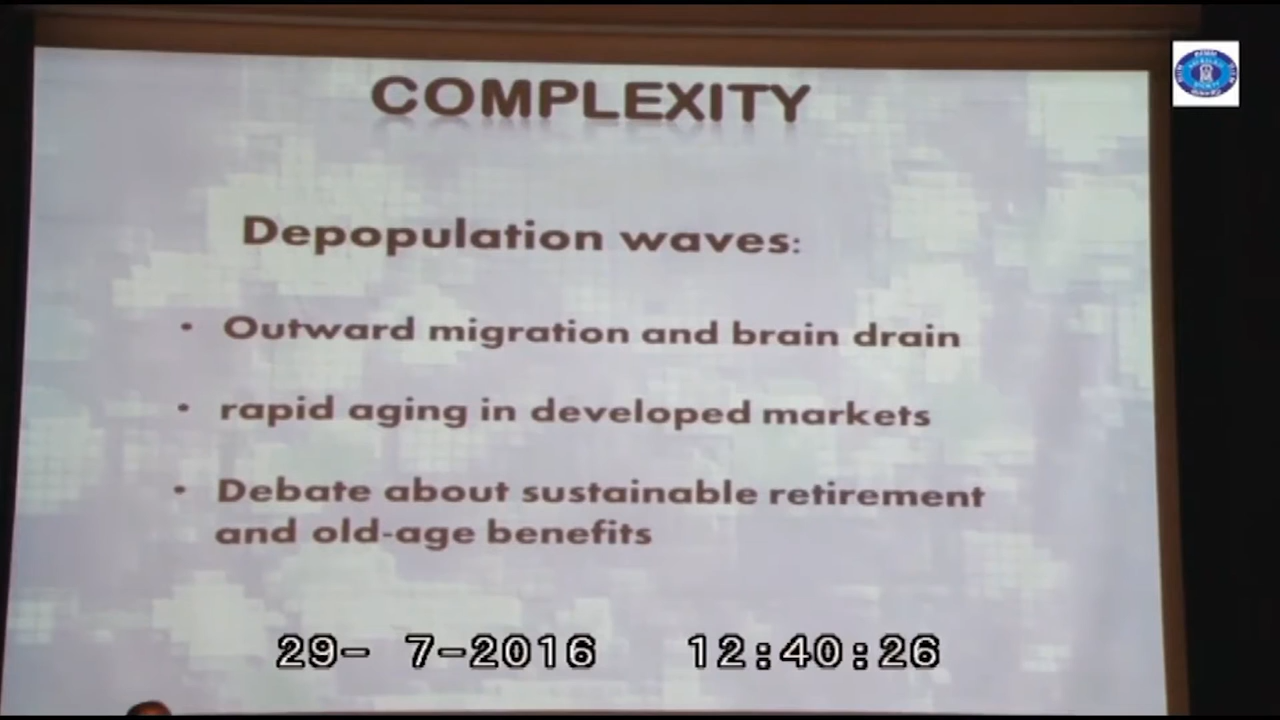 COMPLEXITY
Depopulation waves:
• Outward migration and brain drain
• rapid aging in developed markets
• Debate about sustainable retirement
and old-age benefits
29- 7-2016 12:40:26